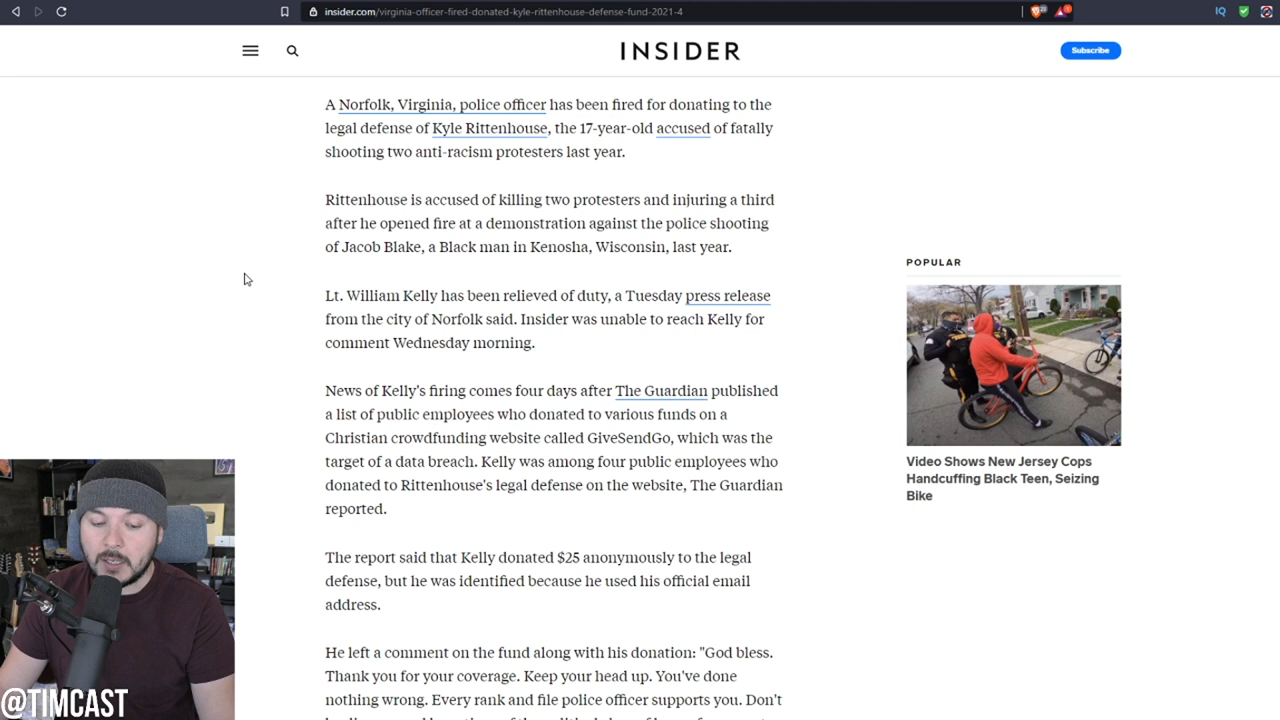 insider.com/virginia-officer-fired-donated-kyle-rittenhouse-defense-fund-2021-4
IQ
INSIDER
Subscribe
A Norfolk, Virginia, police officer has been fired for donating to the
legal defense of Kyle Rittenhouse, the 17-year-old accused of fatally
shooting two anti-racism protesters last year.
Rittenhouse is accused of killing two protesters and injuring a third
after he opened fire at a demonstration against the police shooting
of Jacob Blake, a Black man in Kenosha, Wisconsin, last year.
Lt. William Kelly has been relieved of duty, a Tuesday press release
from the city of Norfolk said. Insider was unable to reach Kelly for
comment Wednesday morning.
News of Kelly's firing comes four days after The Guardian published
a list of public employees who donated to various funds on a
Christian crowdfunding website called GiveSendGo, which was the
target of a data breach. Kelly was among four public employees who
donated to Rittenhouse's legal defense on the website, The Guardian
reported.
The report said that Kelly donated $25 anonymously to the legal
defense, but he was identified because he used his official email
address.
He left a comment on the fund along with his donation: "God bless.
Thank you for your coverage. Keep your head up. You've done
nothing wrong. Every rank and file police officer supports you. Don't
POPULAR
Video Shows New Jersey Cops
Handcuffing Black Teen, Seizing
Bike
@TIMCAST